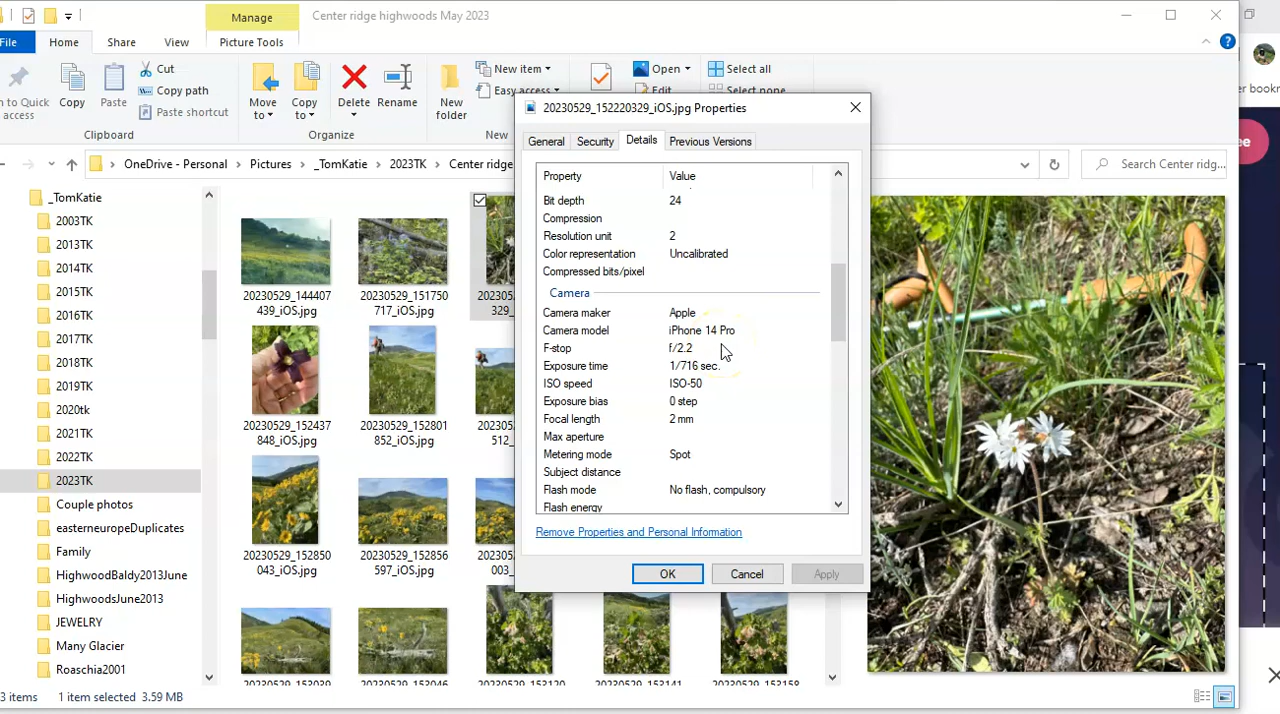 Manage
Center ridge highwoods May 2023
File
Home
Share
View
Picture Tools
Copy
Paste
Cut
Copy path
Paste shortcut
Clipboard
Move to
Copy to
Delete
Rename
Organize
New folder
New item
Easy access
New
Open
Edit
Select all
Select none
OneDrive - Personal
Pictures
_TomKatie
2023TK
Center ridge
Search Center ridg...
_TomKatie
2003TK
2013TK
2014TK
2015TK
2016TK
2017TK
2018TK
2019TK
2020tk
2021TK
2022TK
2023TK
Couple photos
easterneuropeDuplicates
Family
HighwoodBaldy2013June
HighwoodsJune2013
JEWELRY
Many Glacier
Roaschia2001
20230529_144407
439_iOS.jpg
20230529_151750
717_iOS.jpg
20230529_152437
848_iOS.jpg
20230529_152801
852_iOS.jpg
20230529_152850
043_iOS.jpg
20230529_152856
597_iOS.jpg
20230529_153039
20230529_153046
20230529_153120
20230529_153141
20230529_153158
20230529_152220329_iOS.jpg Properties
General
Security
Details
Previous Versions
Property Value
Bit depth 24
Compression
Resolution unit 2
Color representation Uncalibrated
Compressed bits/pixel
Camera
Camera maker Apple
Camera model iPhone 14 Pro
F-stop f/2.2
Exposure time 1/716 sec.
ISO speed ISO-50
Exposure bias 0 step
Focal length 2 mm
Max aperture
Metering mode Spot
Subject distance
Flash mode No flash, compulsory
Flash energy
Remove Properties and Personal Information
OK
Cancel
Apply
3 items
1 item selected 3.59 MB